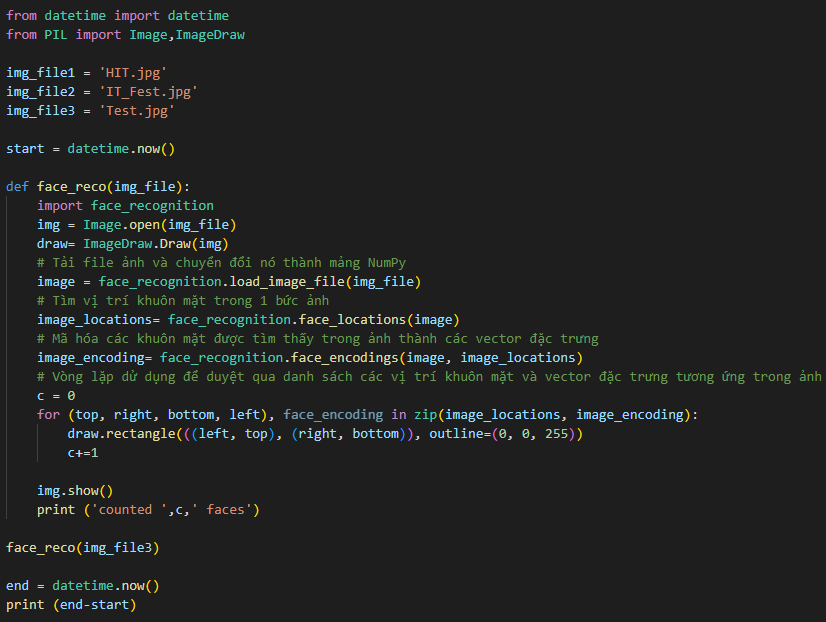 from datetime import datetime
from PIL import Image,ImageDraw
img_file1 = 'HIT.jpg'
img_file2 = 'IT_Fest.jpg'
img_file3 = 'Test.jpg'
start = datetime.now()
def face_reco(img_file):
    import face_recognition
    img = Image.open(img_file)
    draw= ImageDraw.Draw(img)
    # Tải file ảnh và chuyển đổi nó thành mảng NumPy
    image = face_recognition.load_image_file(img_file)
    # Tìm vị trí khuôn mặt trong 1 bức ảnh
    image_locations= face_recognition.face_locations(image)
    # Mã hóa các khuôn mặt được tìm thấy trong ảnh thành các vector đặc trưng
    image_encoding= face_recognition.face_encodings(image, image_locations)
    # Vòng lặp dử dụng để duyệt qua danh sách các vị trí khuôn mặt và vector đặc trưng tương ứng trong ảnh
    c = 0
    for (top, right, bottom, left), face_encoding in zip(image_locations, image_encoding):
        draw.rectangle(((left, top), (right, bottom)), outline=(0, 0, 255))
        c+=1
    img.show()
    print ('counted ',c,' faces')
face_reco(img_file3)
end = datetime.now()
print (end-start)